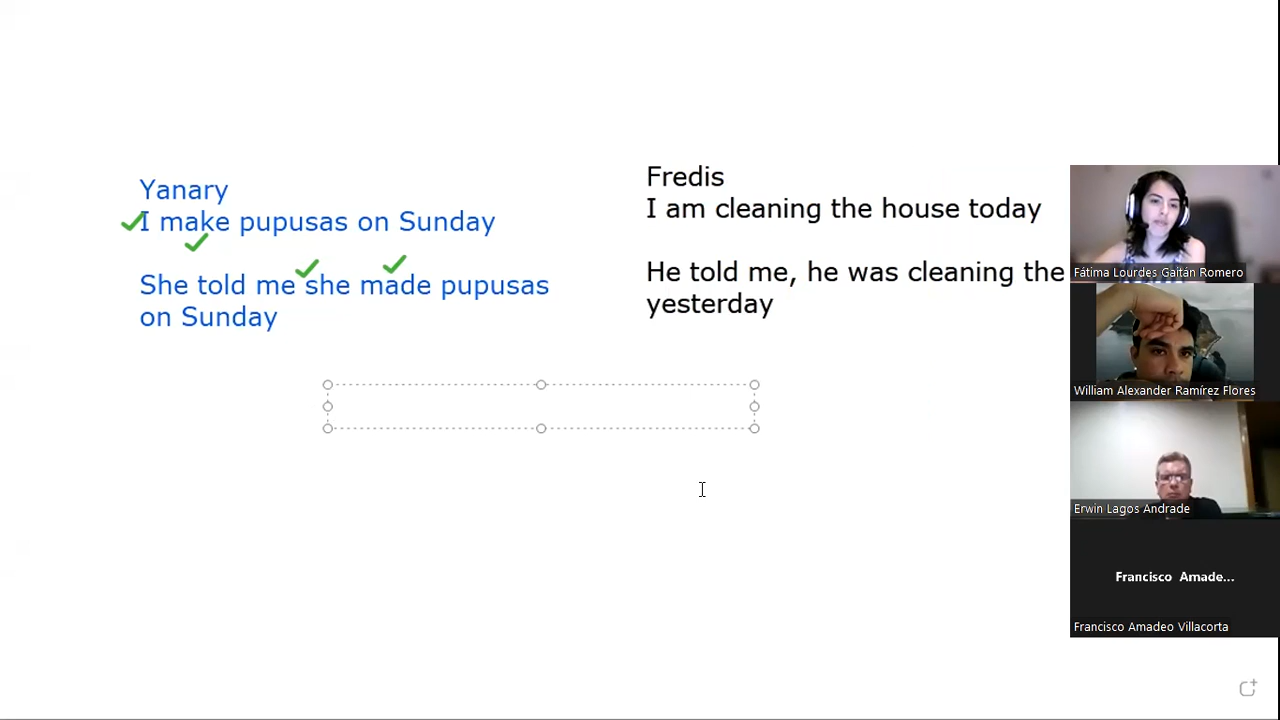 Yanary
I make pupusas on Sunday
She told me she made pupusas
on Sunday
Fredis
I am cleaning the house today
He told me, he was cleaning the
yesterday
Fátima Lourdes Gaitán Romero
William Alexander Ramírez Flores
Erwin Lagos Andrade
Francisco Amade...
Francisco Amadeo Villacorta